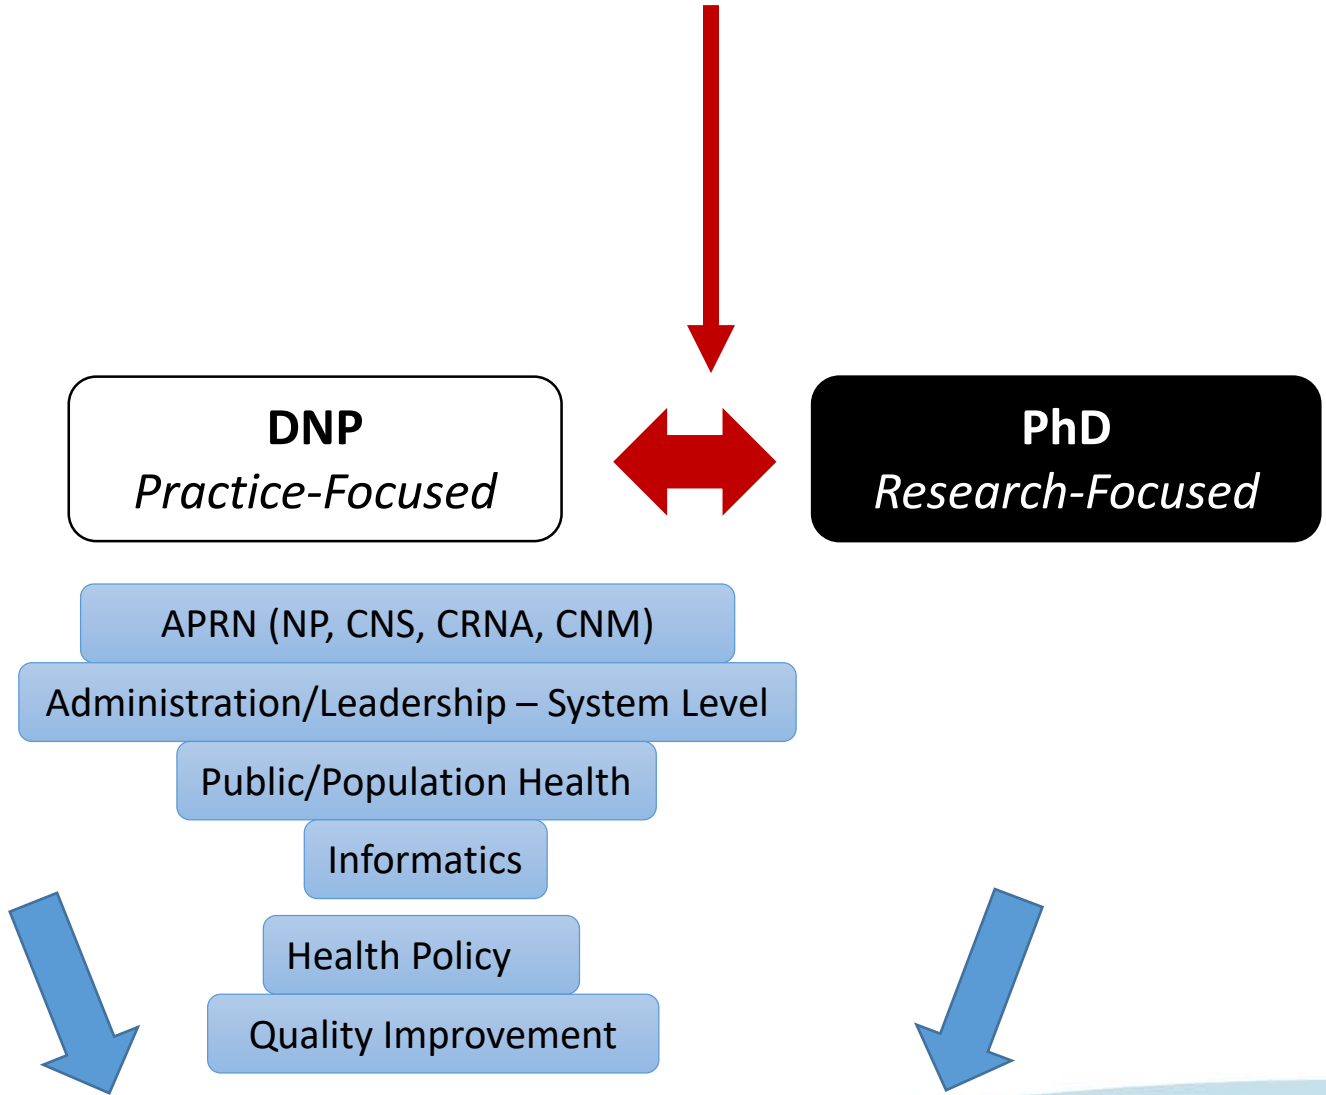 DNP
Practice-Focused
PhD
Research-Focused
APRN (NP, CNS, CRNA, CNM)
Administration/Leadership – System Level
Public/Population Health
Informatics
Health Policy
Quality Improvement